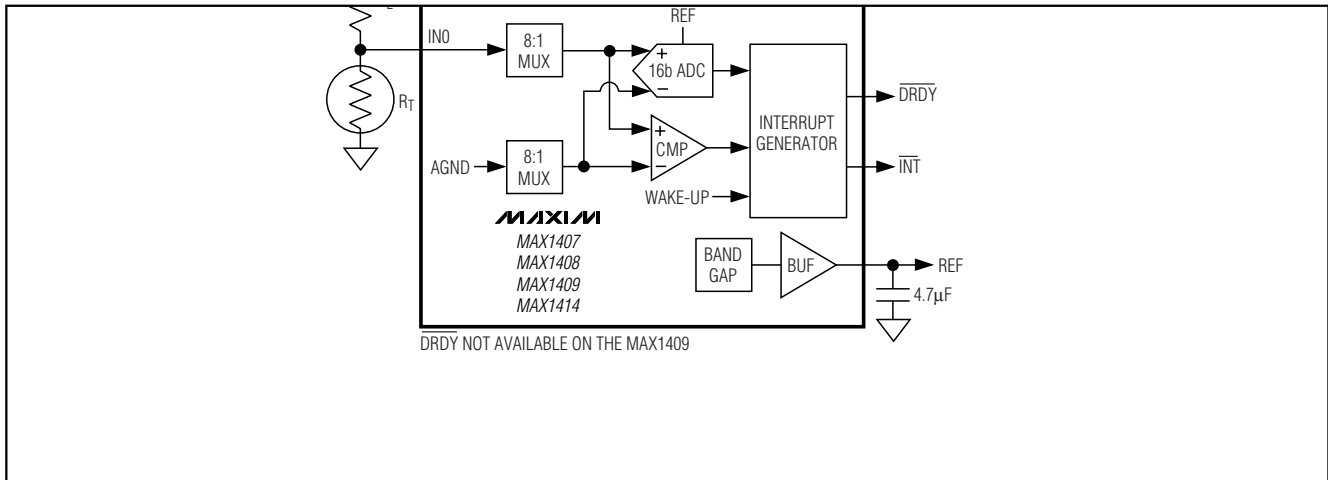 REF
IN0
8:1
MUX
16b ADC
+
−
RT
DRDY
INTERRUPT
GENERATOR
+
−
CMP
AGND
8:1
MUX
INT
WAKE-UP
MAXIM
MAX1407
MAX1408
MAX1409
MAX1414
BAND
GAP
BUF
REF
4.7µF
DRDY NOT AVAILABLE ON THE MAX1409